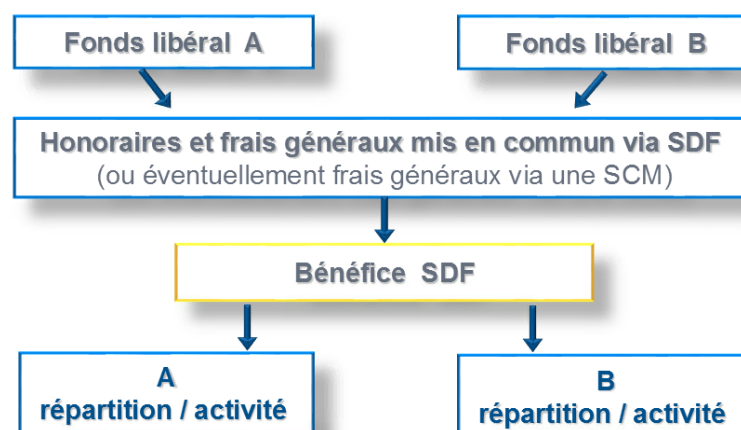 Fonds libéral A
Fonds libéral B
Honoraires et frais généraux mis en commun via SDF
(ou éventuellement frais généraux via une SCM)
Bénéfice SDF
A
répartition / activité
B
répartition / activité